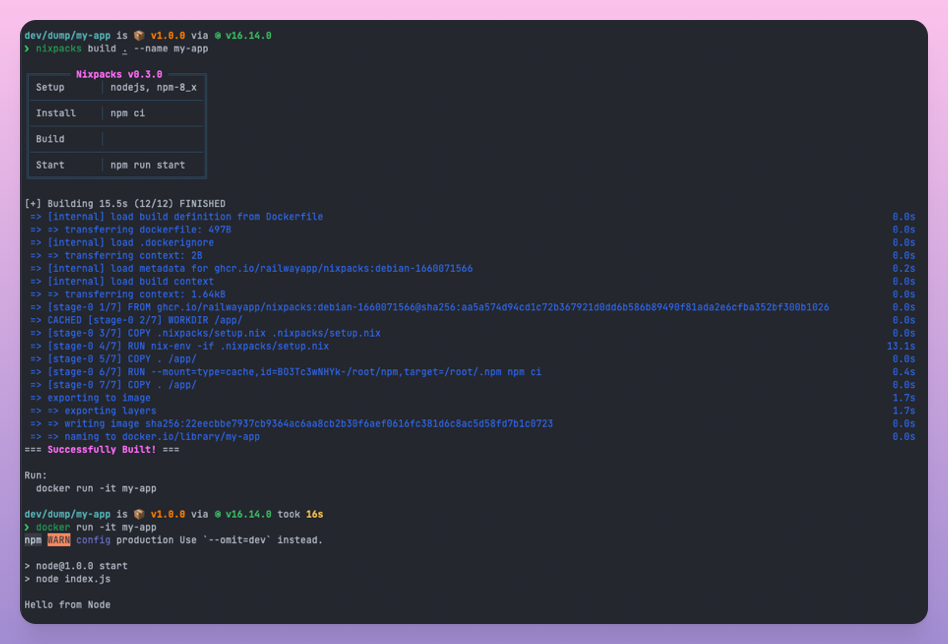 dev/dump/my-app is 📦 v1.0.0 via v16.14.0
❯ nixpacks build . --name my-app
Nixpacks v0.3.0
Setup | nodejs, npm-8_x
Install | npm ci
Build |
Start | npm run start
[+] Building 15.5s (12/12) FINISHED
=> [internal] load build definition from Dockerfile 0.0s
=> => transferring dockerfile: 497B 0.0s
=> [internal] load .dockerignore 0.0s
=> => transferring context: 2B 0.0s
=> [internal] load metadata for ghcr.io/railwayapp/nixpacks:debian-1660071566 0.2s
=> [internal] load build context 0.0s
=> => transferring context: 1.64kB 0.0s
=> [stage-0 1/7] FROM ghcr.io/railwayapp/nixpacks:debian-1660071566@sha256:aa5a574d94cd1c72b367921d0dd6b586b89490f81ada2e6cfba352bf300b1026 0.0s
=> CACHED [stage-0 2/7] WORKDIR /app/ 0.0s
=> [stage-0 3/7] COPY .nixpacks/setup.nix .nixpacks/setup.nix 0.0s
=> [stage-0 4/7] RUN nix-env -if .nixpacks/setup.nix 13.1s
=> [stage-0 5/7] COPY . /app/ 0.0s
=> [stage-0 6/7] RUN --mount=type=cache,id=BO3Tc3wNHYk-/root/npm,target=/root/.npm npm ci 0.4s
=> [stage-0 7/7] COPY . /app/ 0.0s
=> exporting to image 1.7s
=> => exporting layers 1.7s
=> => writing image sha256:22eecbbe7937cb9364ac6aa8cb2b30f6aef0616fc381d6c8ac5d58fd7b1c0723 0.0s
=> => naming to docker.io/library/my-app 0.0s
=== Successfully Built! ===
Run:
docker run -it my-app
dev/dump/my-app is 📦 v1.0.0 via v16.14.0 took 16s
❯ docker run -it my-app
npm WARN config production Use `--omit=dev` instead.
> node@1.0.0 start
> node index.js
Hello from Node